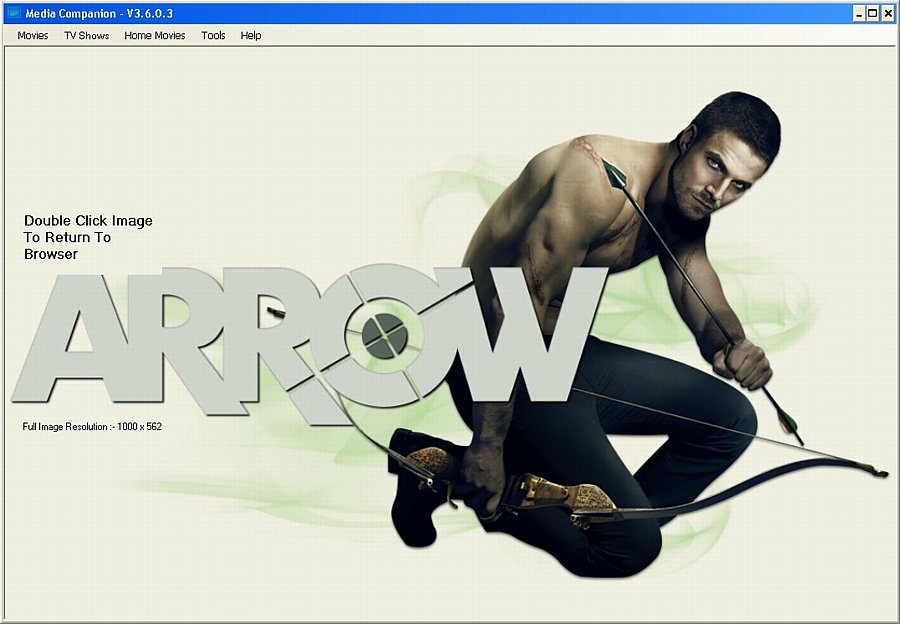 Media Companion - V3.6.0.3
Movies TV Shows Home Movies Tools Help
Double Click Image
To Return To
Browser
ARROW
Full Image Resolution :- 1000 x 562